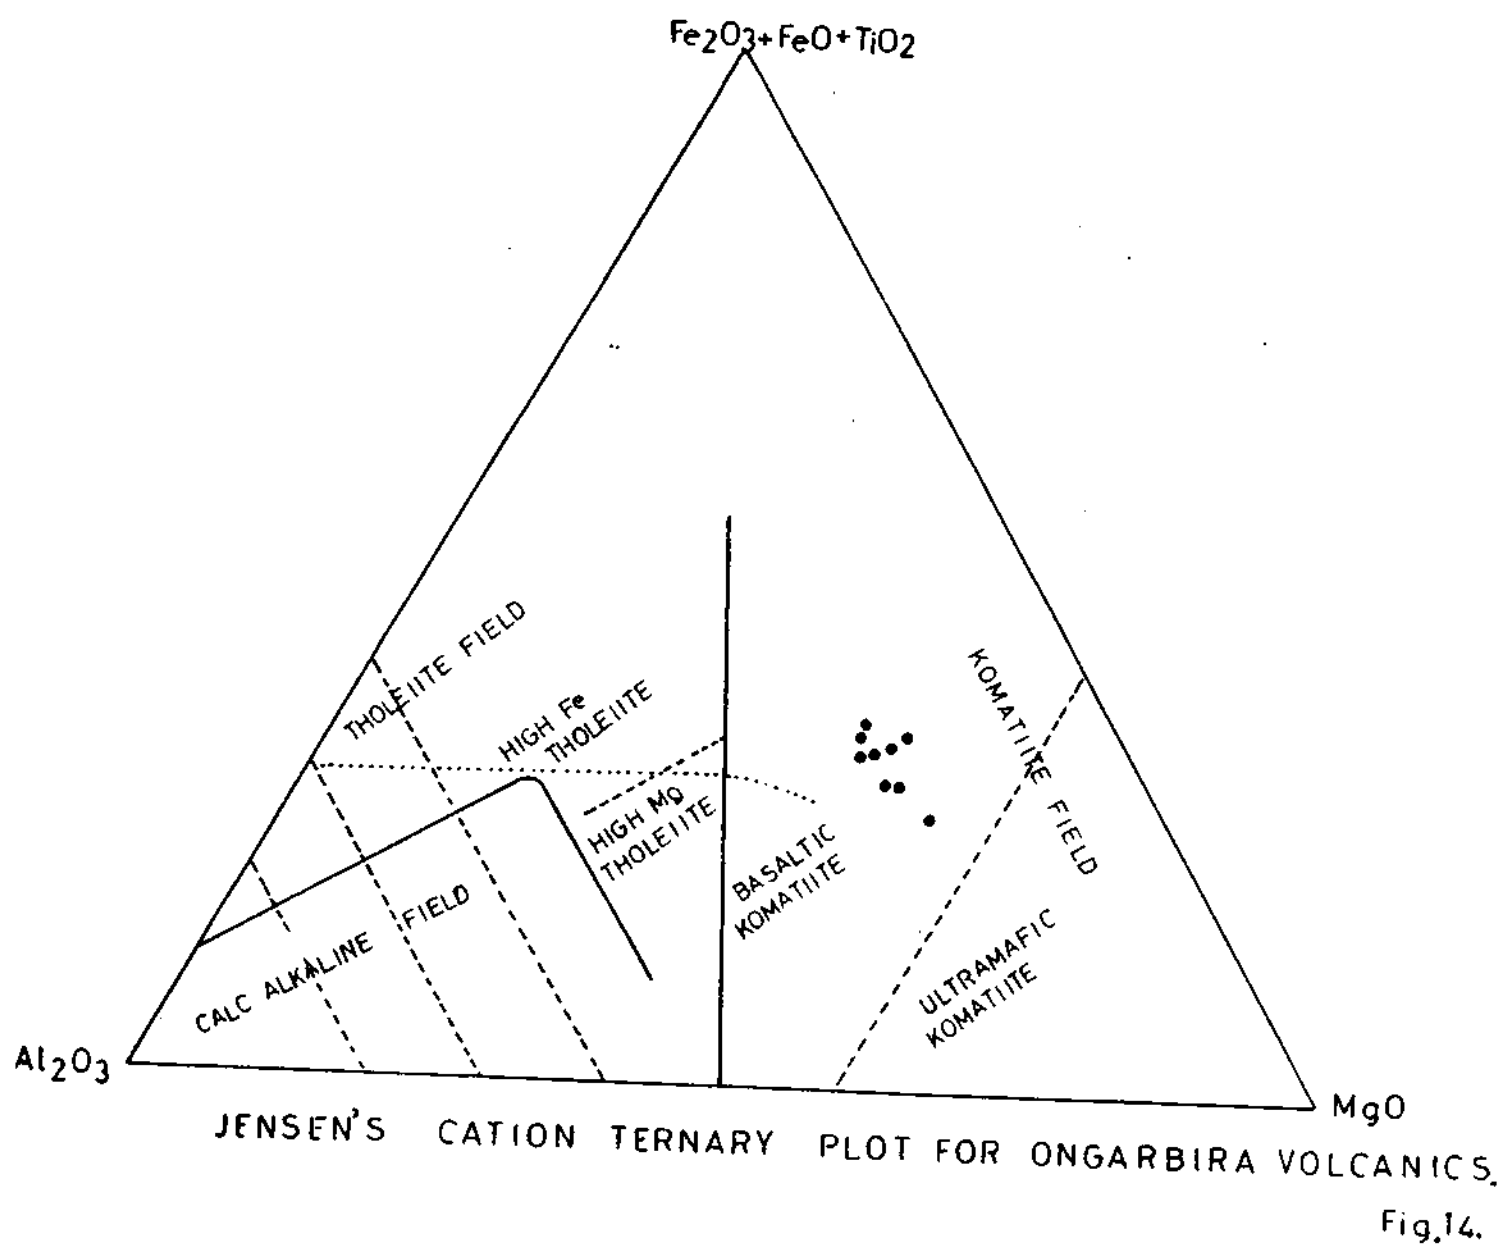 Fe2O3+FeO+TiO2
THOLEIITE FIELD
HIGH Fe
THOLEIITE
HIGH Mg
THOLEIITE
KOMATIITE FIELD
BASALTIC
KOMATIITE
CALC ALKALINE FIELD
ULTRAMAFIC
KOMATIITE
Al2O3
MgO
JENSEN'S CATION TERNARY PLOT FOR ONGARBIRA VOLCANICS.
Fig.14.